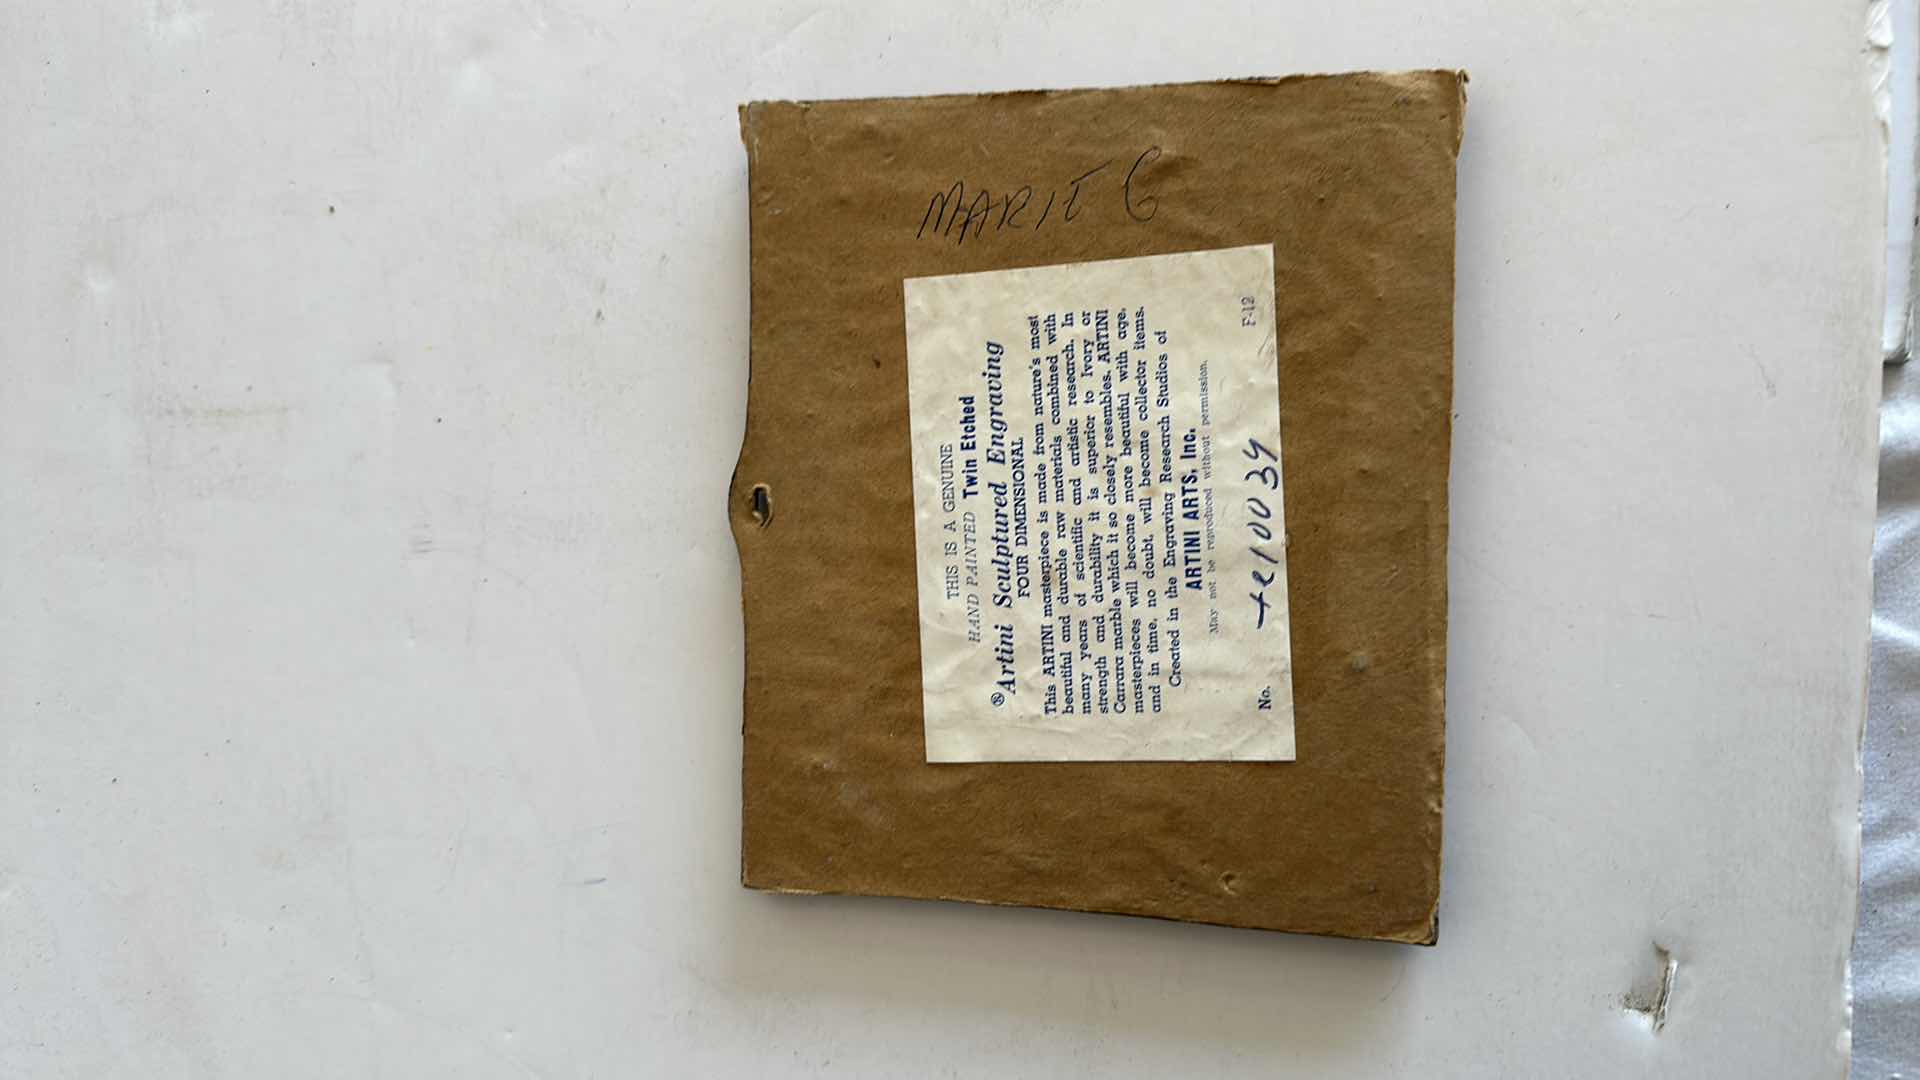 MARIE G
THIS IS A GENUINE
HAND PAINTED Twin Etched
®Artini Sculptured Engraving
FOUR DIMENSIONAL
This ARTINI masterpiece is made from nature's most
beautiful and durable raw materials combined with
many years of scientific and artistic research. In
strength and durability it is superior to Ivory or
Carrara marble which it so closely resembles. ARTINI
masterpieces will become more beautiful with age,
and in time, no doubt, will become collector items.
Created in the Engraving Research Studios of
ARTINI ARTS, Inc.
May not be reproduced without permission.
F-12
No.